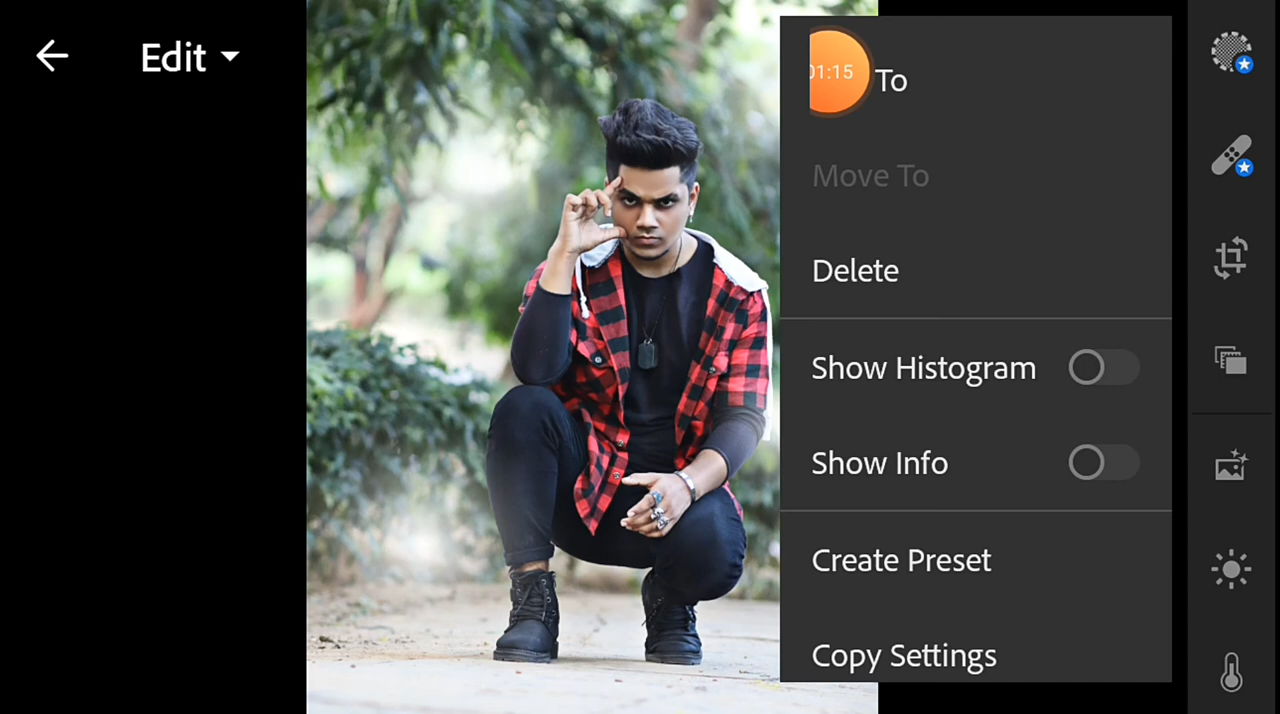 Edit
01:15
To
Move To
Delete
Show Histogram
Show Info
Create Preset
Copy Settings